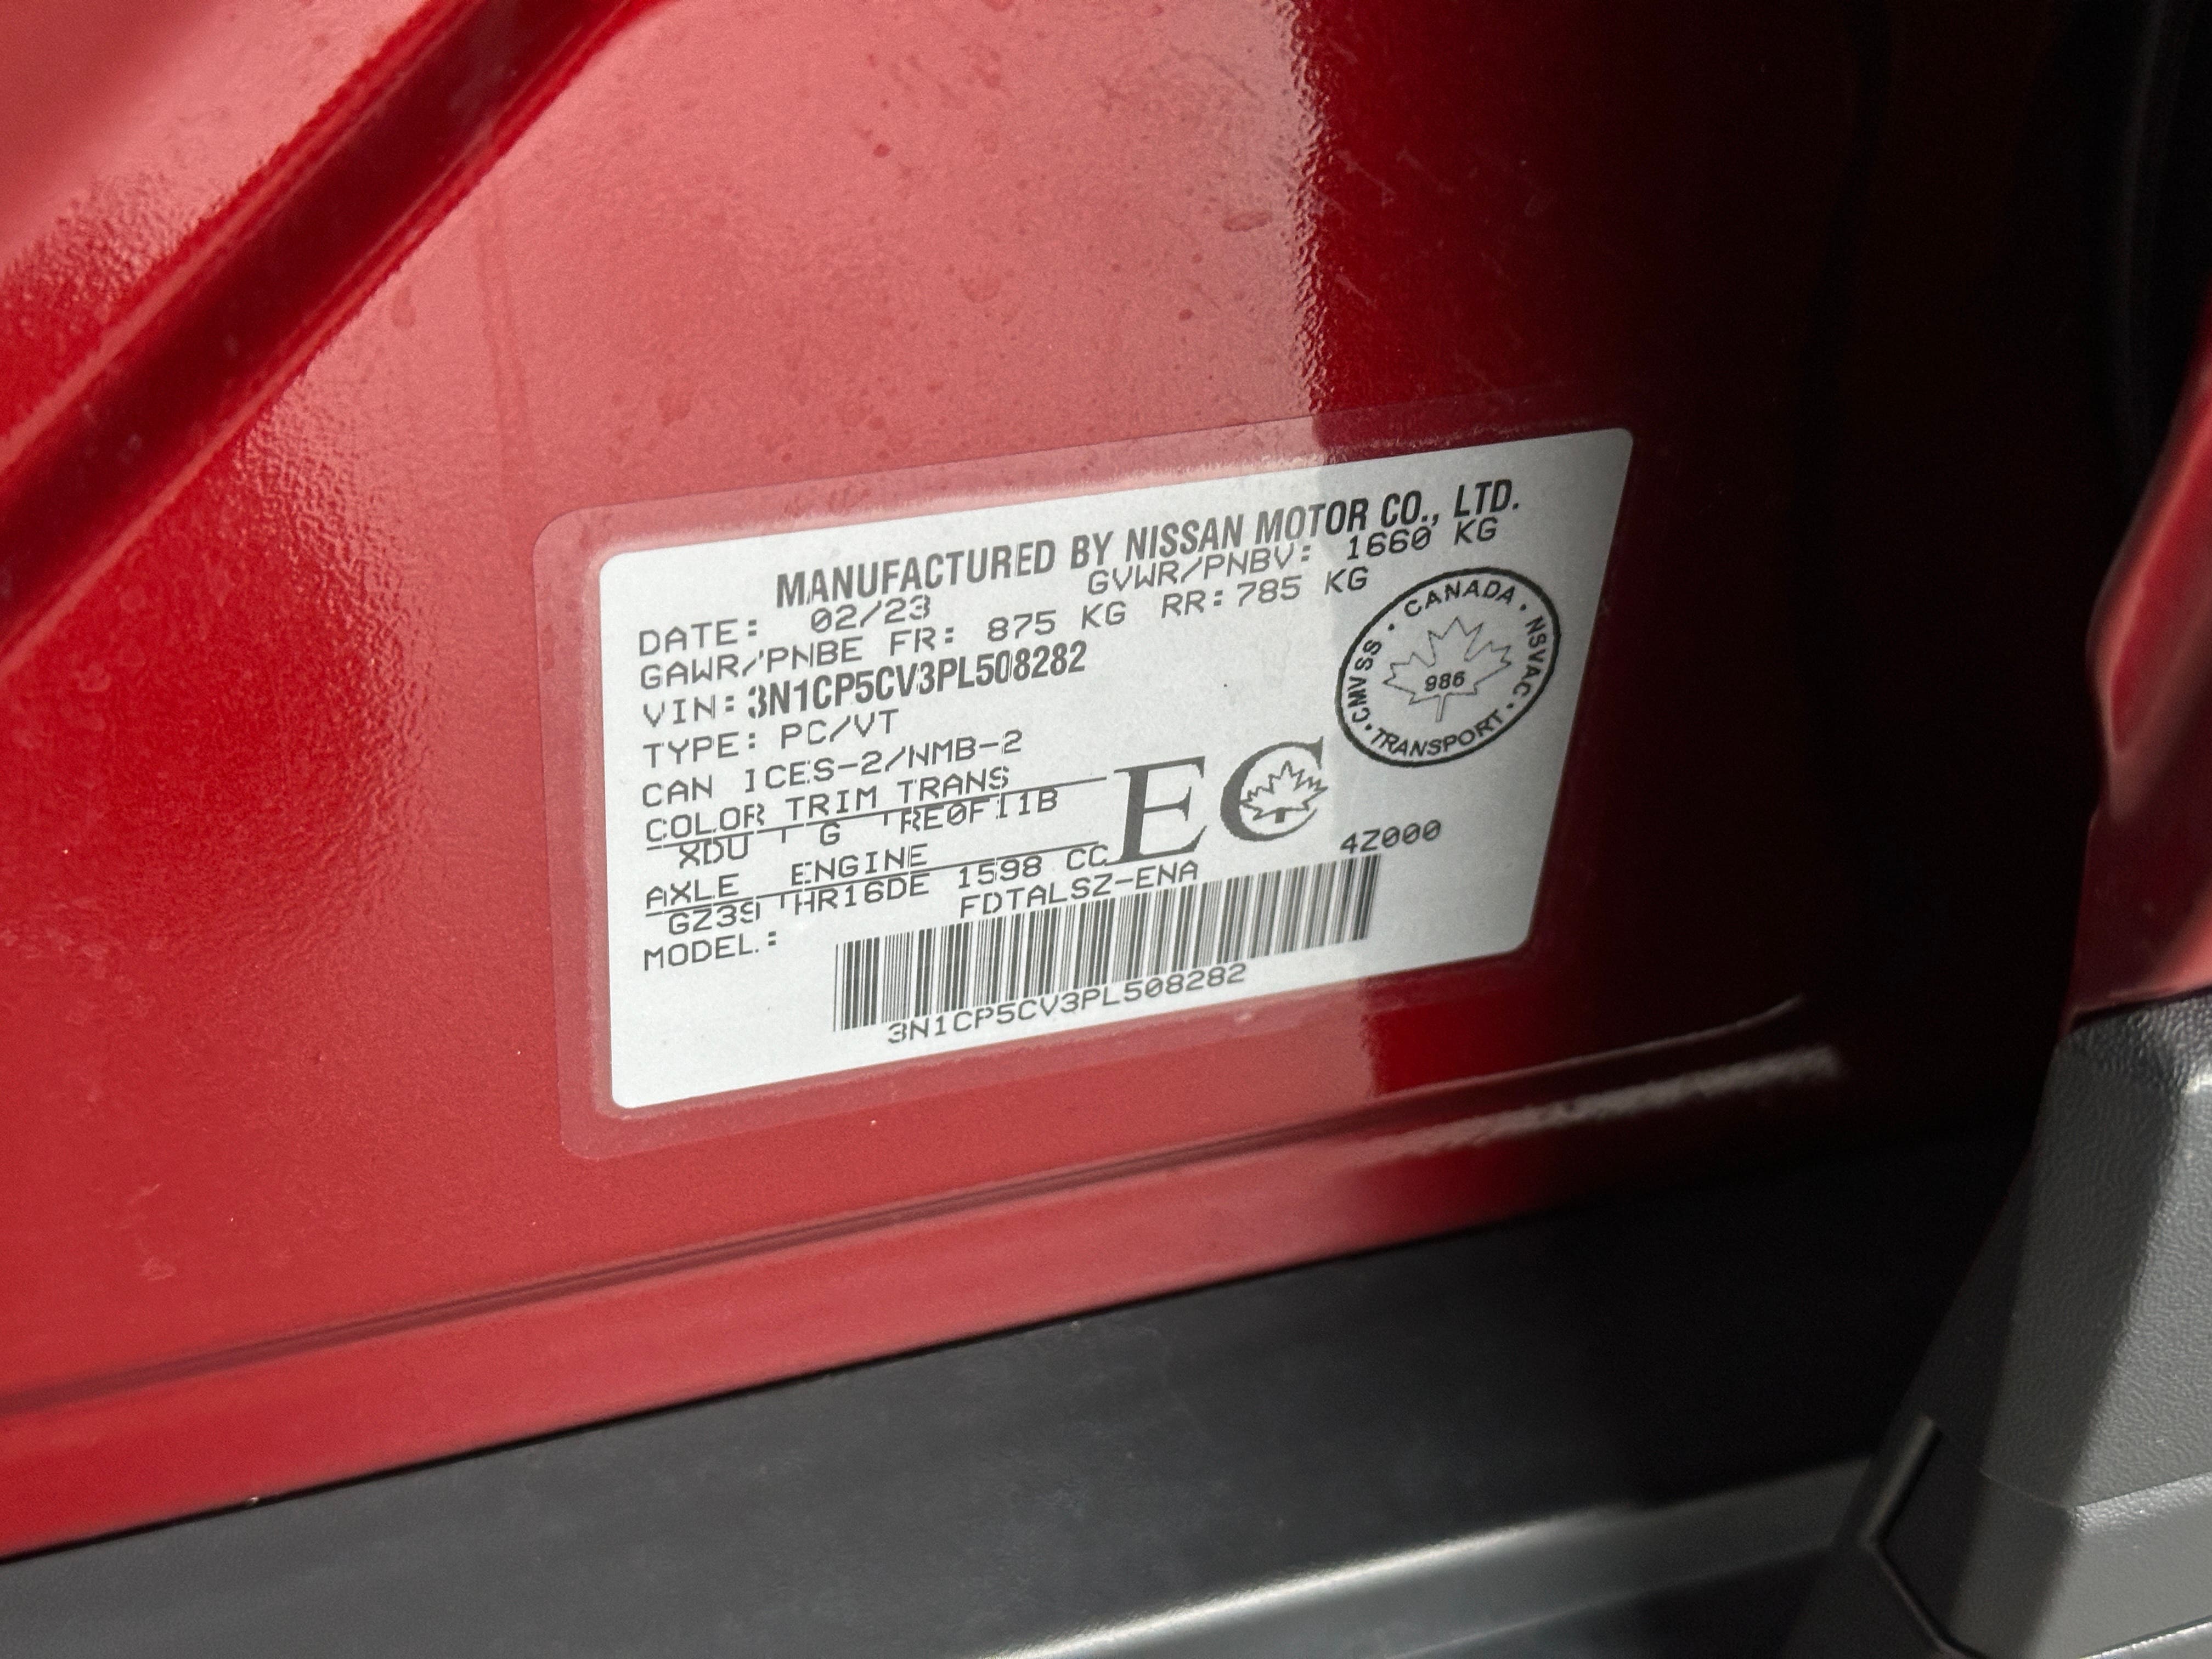 MANUFACTURED BY NISSAN MOTOR CO., LTD.
DATE: 02/23 GVWR/PNBV: 1660 KG
GAWR/PNBE FR: 875 KG RR:785 KG
VIN:3N1CP5CV3PL508282
TYPE: PC/VT
CAN ICES-2/NMB-2
COLOR TRIM TRANS
XDU G RE0F11B
AXLE ENGINE
GZ39 HR16DE 1598 CC
MODEL: FDTALSZ-ENA 4Z000
3N1CP5CV3PL508282
EC
CANADA · NSVAC · TRANSPORT · CMVSS ·
986